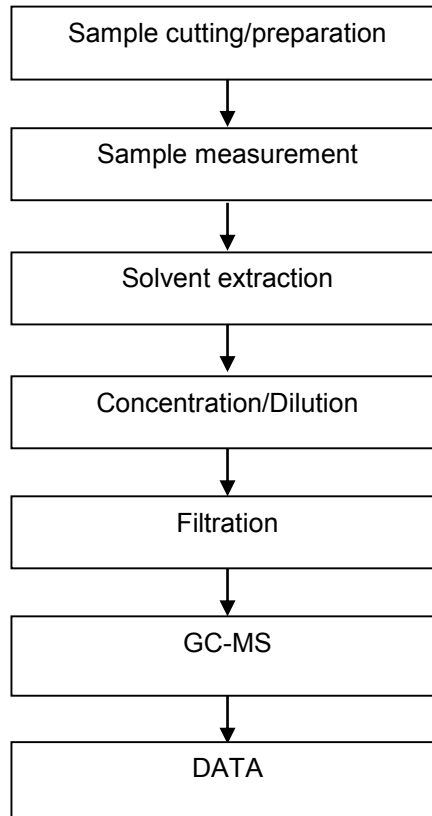 Sample cutting/preparation
Sample measurement
Solvent extraction
Concentration/Dilution
Filtration
GC-MS
DATA